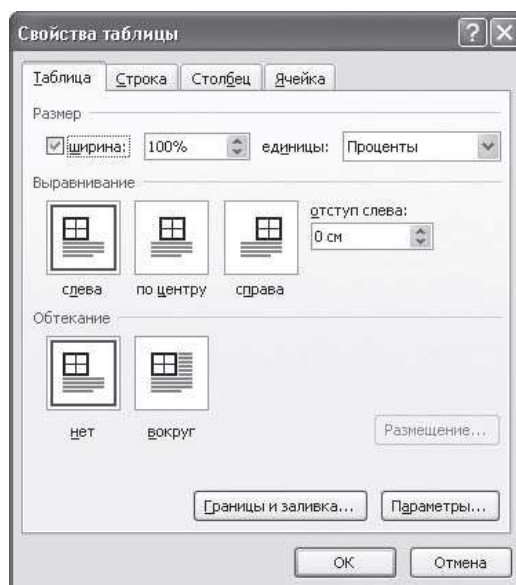 Свойства таблицы
Таблица Строка Столбец Ячейка
Размер
ширина: 100% единицы: Проценты
Выравнивание
отступ слева:
0 см
слева по центру справа
Обтекание
нет вокруг
Размещение...
Границы и заливка... Параметры...
ОК Отмена